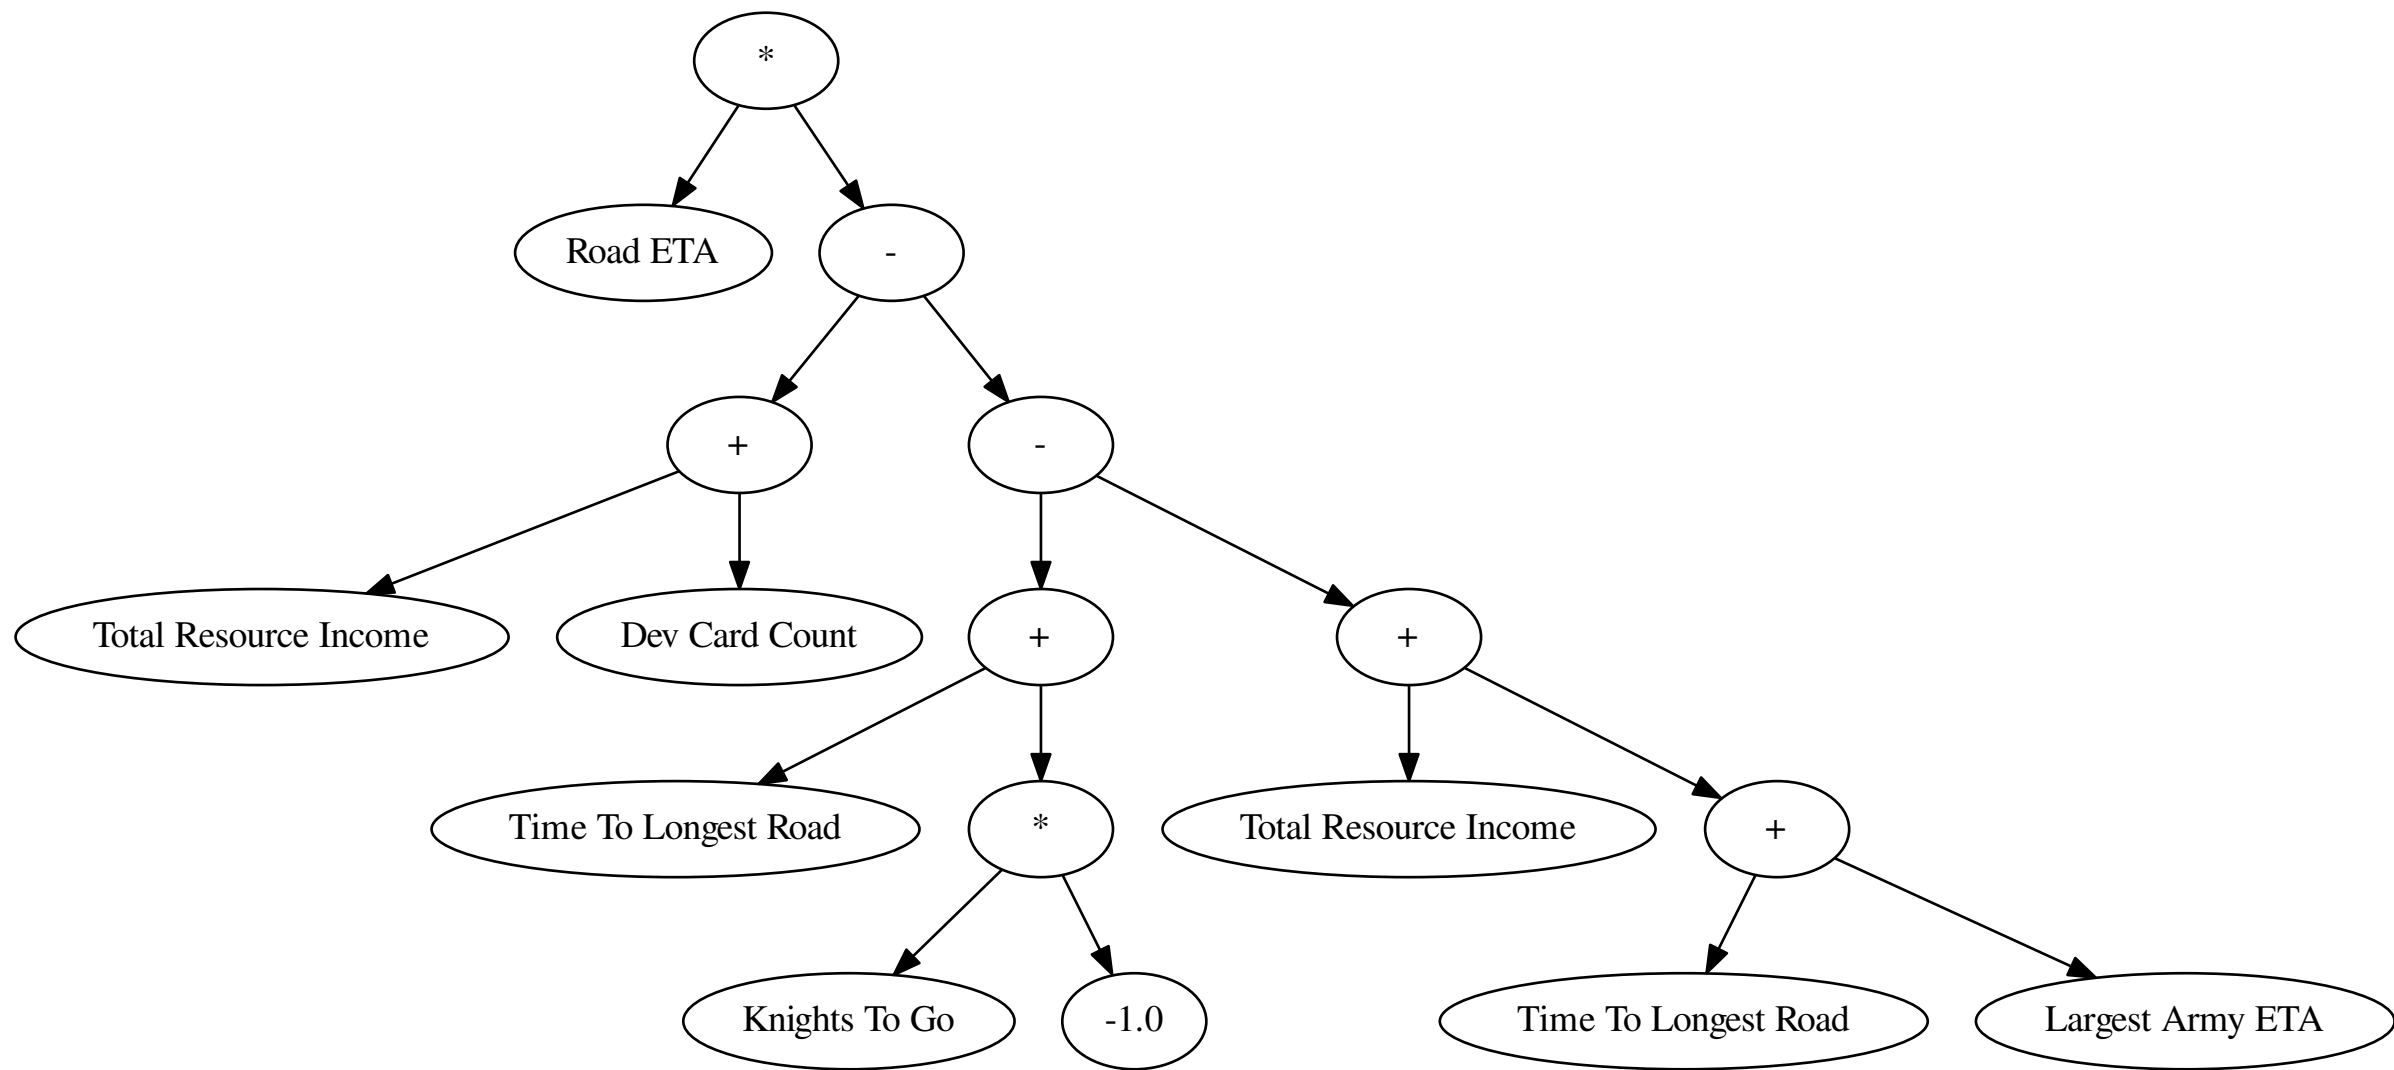 *
Road ETA
-
+
-
Total Resource Income
Dev Card Count
+
+
Time To Longest Road
*
Total Resource Income
+
Knights To Go
-1.0
Time To Longest Road
Largest Army ETA